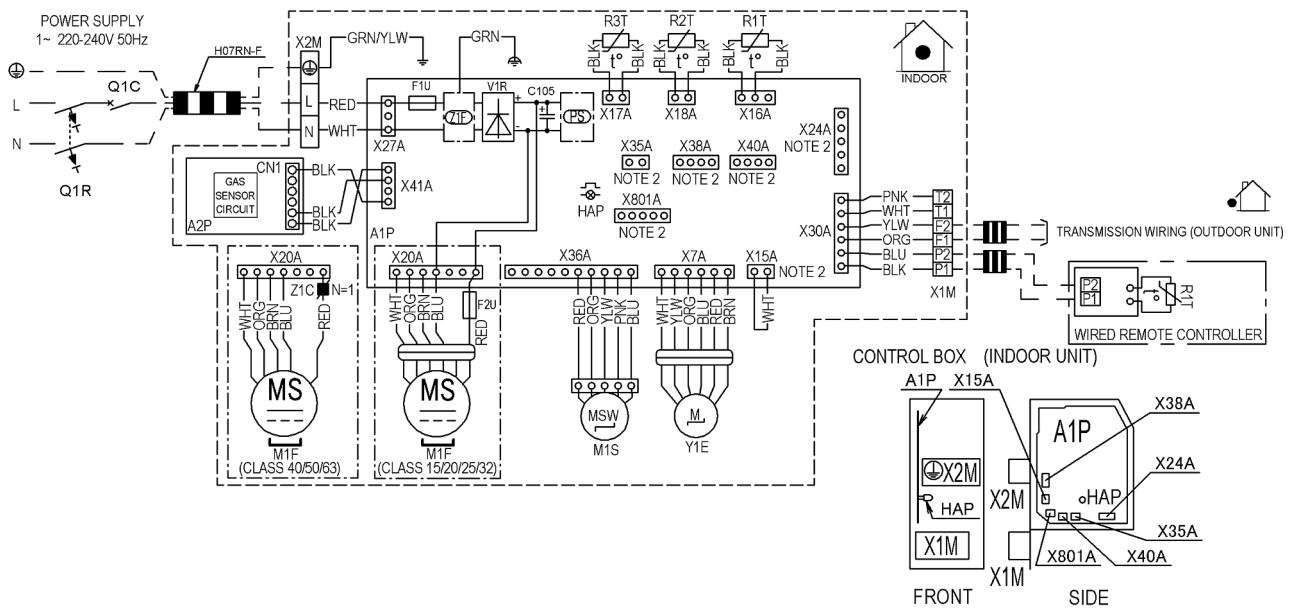 POWER SUPPLY
1~ 220-240V 50Hz
H07RN-F
Q1C
L
N
Q1R
X2M
GRN/YLW
GRN
L
N
RED
WHT
X27A
F1U
Z1F
V1R
+
-
C105
+
PS
R3T
R2T
R1T
BLK
t°
BLK
BLK
t°
BLK
BLK
t°
BLK
X17A
X18A
X16A
INDOOR
X24A
NOTE 2
X35A
NOTE 2
X38A
NOTE 2
X40A
NOTE 2
HAP
X801A
NOTE 2
CN1
GAS
SENSOR
CIRCUIT
A2P
BLK
BLK
BLK
X41A
A1P
X30A
PNK
WHT
YLW
ORG
BLU
BLK
T2
T1
F2
F1
P2
P1
X1M
TRANSMISSION WIRING (OUTDOOR UNIT)
P2
P1
t°
R1T
WIRED REMOTE CONTROLLER
X20A
Z1C
N=1
WHT
ORG
BRN
BLU
RED
MS
M1F
(CLASS 40/50/63)
X20A
WHT
ORG
BRN
BLU
F2U
RED
MS
M1F
(CLASS 15/20/25/32)
X36A
RED
ORG
YLW
PNK
BLU
MSW
M1S
X7A
WHT
YLW
ORG
BLU
RED
BRN
M
Y1E
X15A
NOTE 2
WHT
CONTROL BOX (INDOOR UNIT)
A1P
X15A
X2M
HAP
X1M
FRONT
X38A
A1P
X24A
X2M
HAP
X35A
X801A
X40A
X1M
SIDE